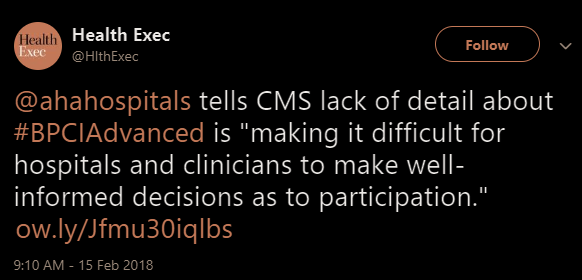 Health
Exec
Health Exec
@HlthExec
Follow
@ahahospitals tells CMS lack of detail about
#BPCIAdvanced is "making it difficult for
hospitals and clinicians to make well-
informed decisions as to participation."
ow.ly/Jfmu30iqlbs
9:10 AM - 15 Feb 2018